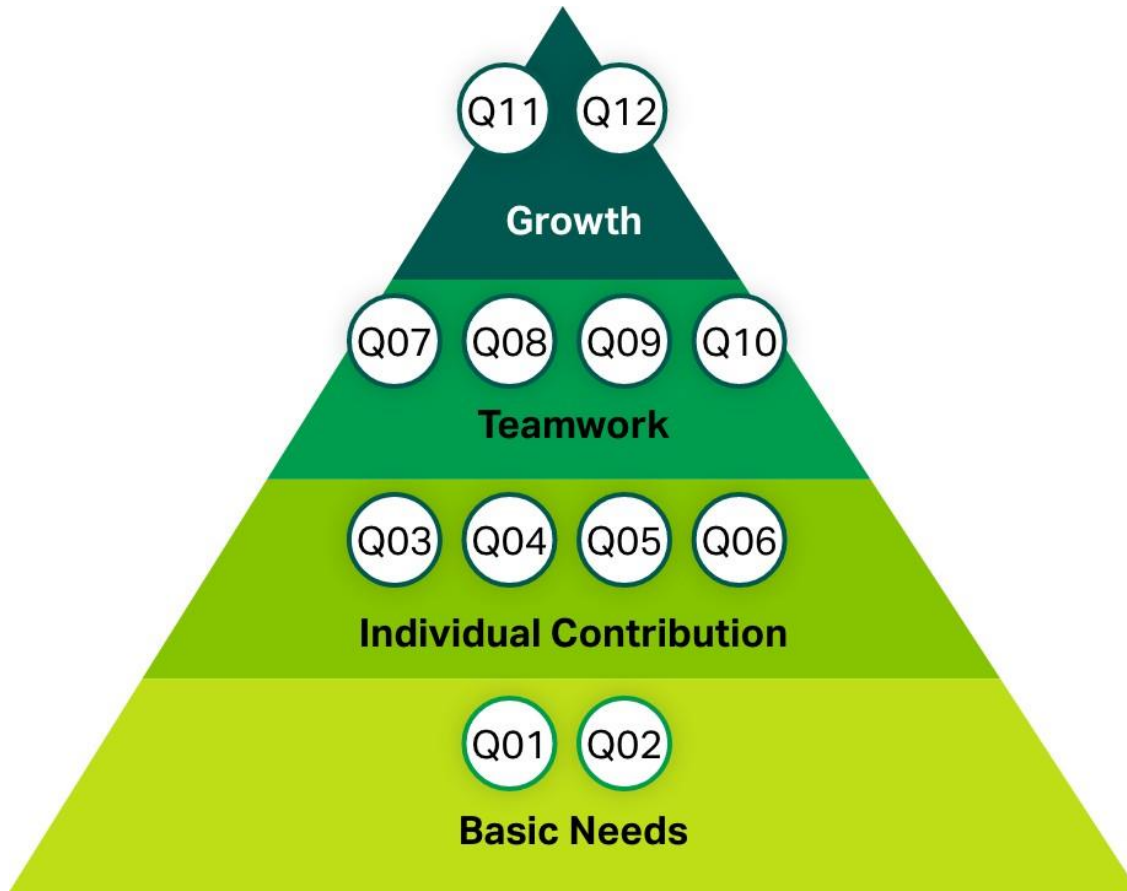 Q11 Q12
Growth
Q07 Q08 Q09 Q10
Teamwork
Q03 Q04 Q05 Q06
Individual Contribution
Q01 Q02
Basic Needs